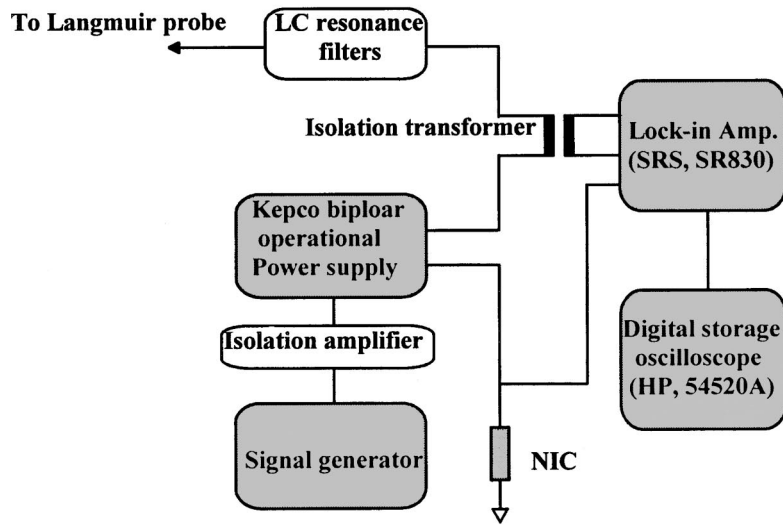 To Langmuir probe
LC resonance
filters
Isolation transformer
Lock-in Amp.
(SRS, SR830)
Kepco biploar
operational
Power supply
Isolation amplifier
Digital storage
oscilloscope
(HP, 54520A)
Signal generator
NIC